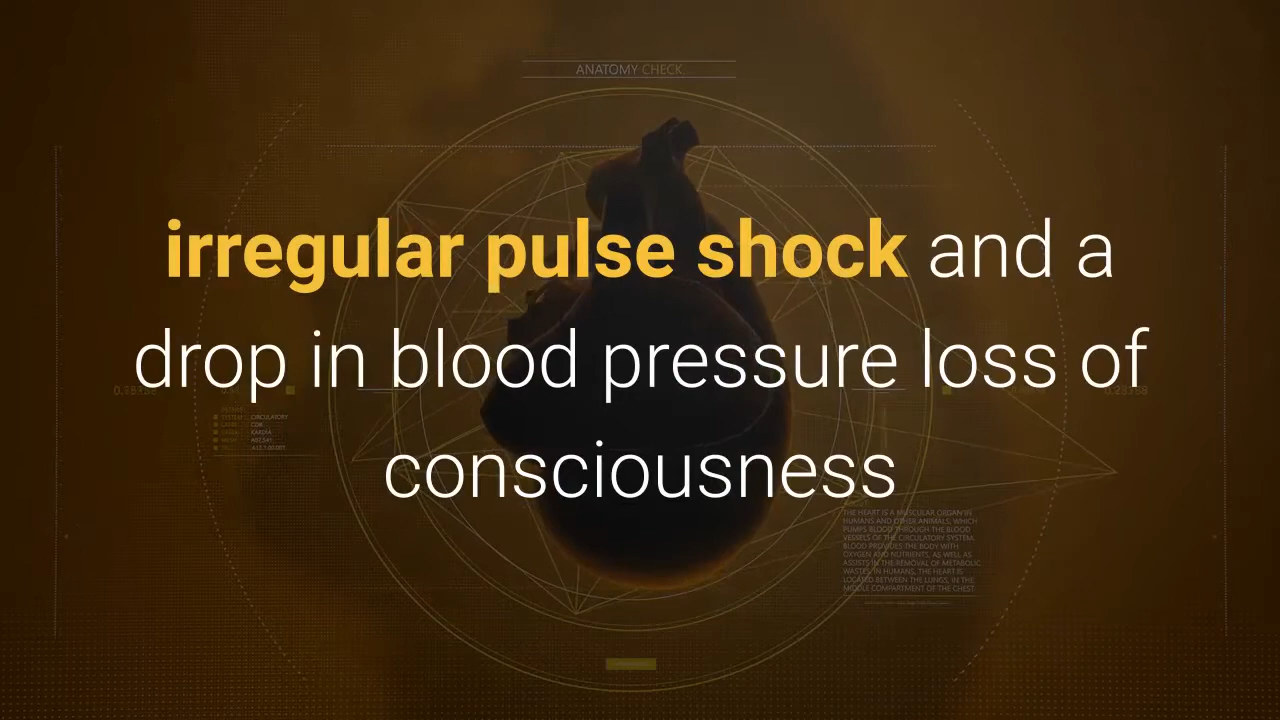 ANATOMY CHECK.
irregular pulse shock and a
drop in blood pressure loss of
consciousness
CIRCULATORY
THE HEART IS A MUSCULAR ORGAN IN
HUMANS AND OTHER ANIMALS, WHICH
PUMPS BLOOD THROUGH THE BLOOD
VESSELS OF THE CIRCULATORY SYSTEM.
BLOOD PROVIDES THE BODY WITH
OXYGEN AND NUTRIENTS, AS WELL AS
ASSISTS IN THE REMOVAL OF METABOLIC
WASTES. IN HUMANS, THE HEART IS
LOCATED BETWEEN THE LUNGS, IN THE
MIDDLE COMPARTMENT OF THE CHEST